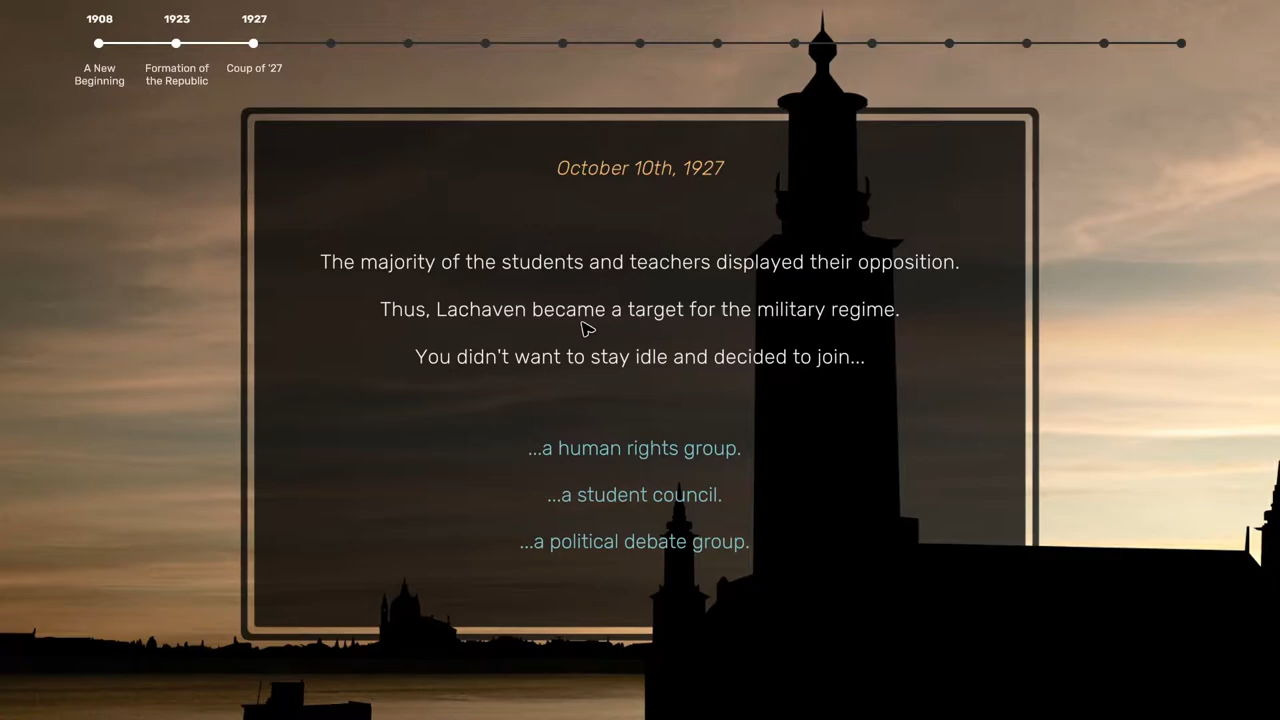 1908
1923
1927
A New
Beginning
Formation of
the Republic
Coup of '27
October 10th, 1927
The majority of the students and teachers displayed their opposition.
Thus, Lachaven became a target for the military regime.
You didn't want to stay idle and decided to join...
...a human rights group.
...a student council.
...a political debate group.